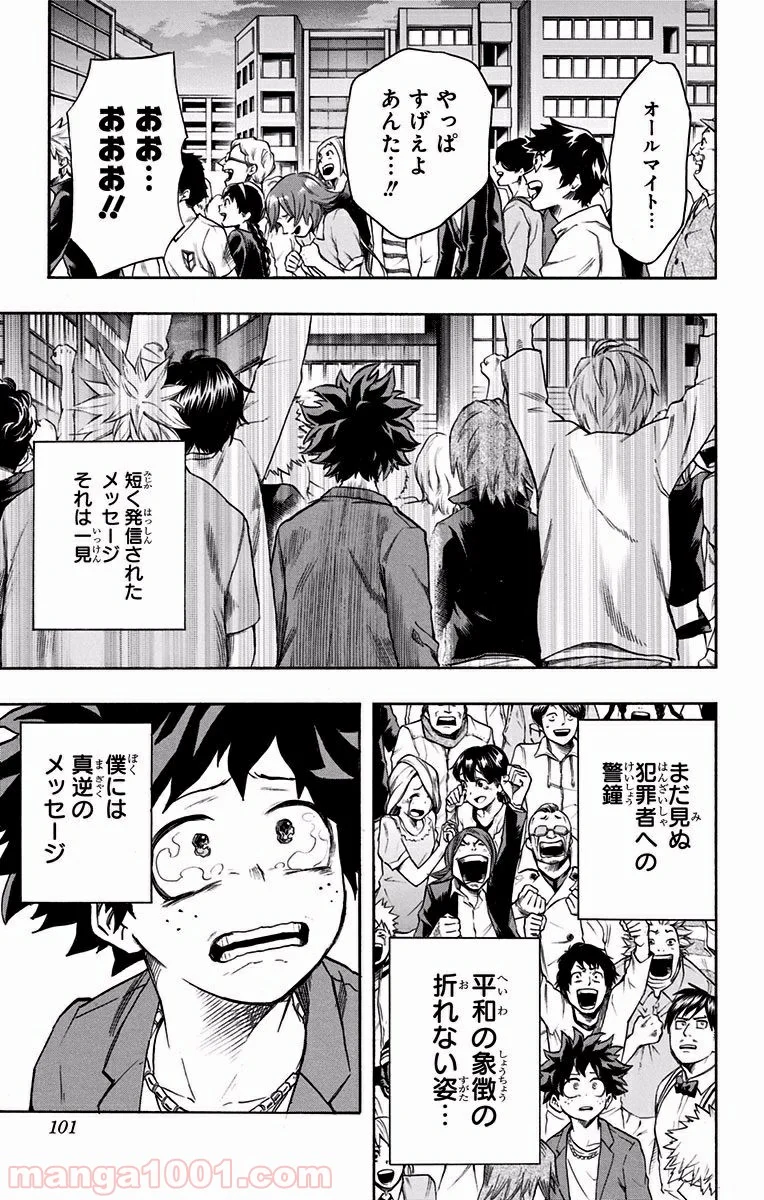 オールマイト…
やっぱ
すげえよ
あんた…!!
おお…
おおお!!
短く発信された
メッセージ
それは一見
まだ見ぬ
犯罪者への
警鐘
平和の象徴の
折れない姿…
僕には
真逆の
メッセージ
101
manga1001.com